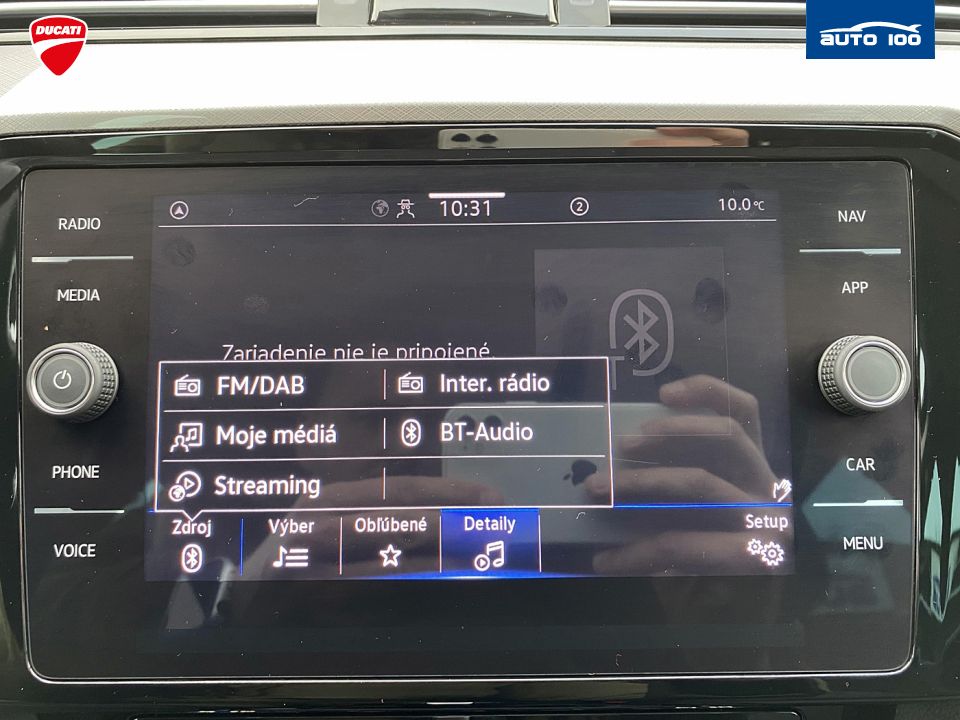 DUCATI
AUTO 100
RADIO
MEDIA
PHONE
VOICE
10:31
2
10.0°C
Zariadenie nie je pripojené.
FM/DAB
Inter. rádio
Moje médiá
BT-Audio
Streaming
Zdroj
Výber
Obľúbené
Detaily
Setup
NAV
APP
CAR
MENU